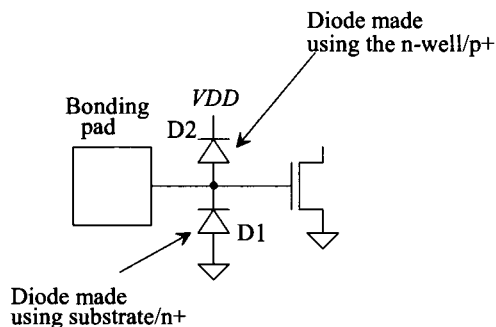 Diode made
using the n-well/p+
Bonding
pad
VDD
D2
D1
Diode made
using substrate/n+